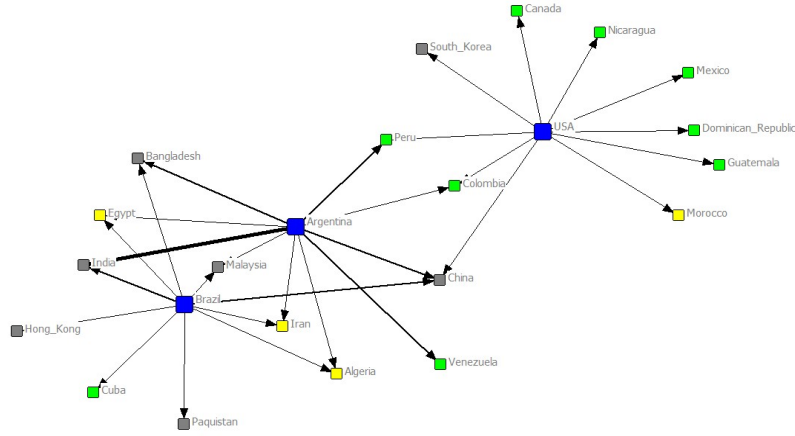 Canada
Nicaragua
South_Korea
Mexico
USA
Dominican_Republic
Peru
Bangladesh
Guatemala
Colombia
Egypt
Morocco
Argentina
India
Malaysia
China
Brazil
Iran
Hong_Kong
Venezuela
Algeria
Cuba
Paquistan